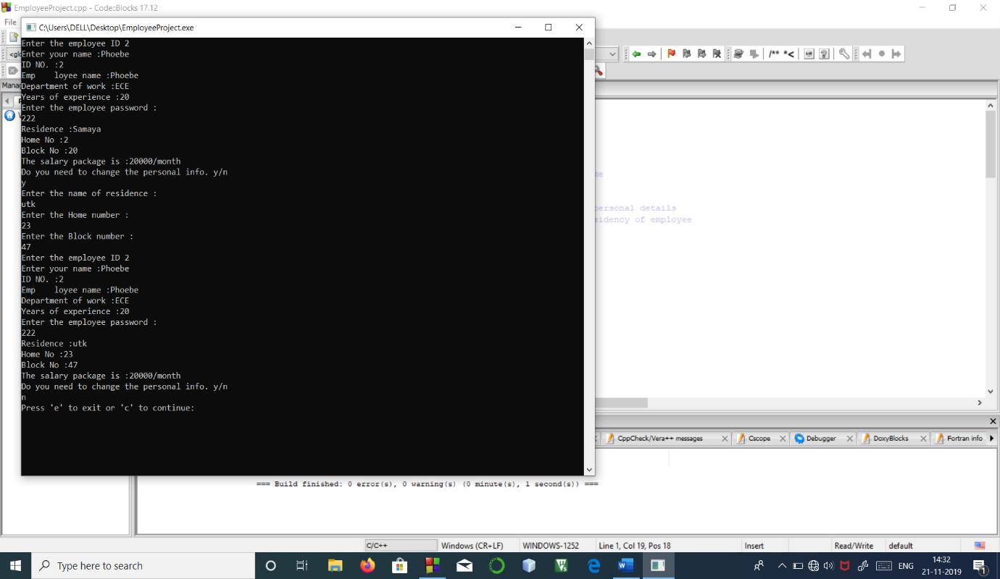 EmployeeProject.cpp - Code::Blocks 17.12
File
C:\Users\DELL\Desktop\EmployeeProject.exe
Enter the employee ID 2
Enter your name :Phoebe
ID NO. :2
Emp    loyee name :Phoebe
Department of work :ECE
Years of experience :20
Enter the employee password :
222
Residence :Samaya
Home No :2
Block No :20
The salary package is :20000/month
Do you need to change the personal info. y/n
y
Enter the name of residence :
utk
Enter the Home number :
23
Enter the Block number :
47
Enter the employee ID 2
Enter your name :Phoebe
ID NO. :2
Emp    loyee name :Phoebe
Department of work :ECE
Years of experience :20
Enter the employee password :
222
Residence :utk
Home No :23
Block No :47
The salary package is :20000/month
Do you need to change the personal info. y/n
n
Press 'e' to exit or 'c' to continue:
<glo
/** *<
Mana
me
personal details
sidency of employee
CppCheck/Vera++ messages
Cscope
Debugger
DoxyBlocks
Fortran info
=== Build finished: 0 error(s), 0 warning(s) (0 minute(s), 1 second(s)) ===
C/C++
Windows (CR+LF)
WINDOWS-1252
Line 1, Col 19, Pos 18
Insert
Read/Write
default
Type here to search
ENG
14:32
21-11-2019
1